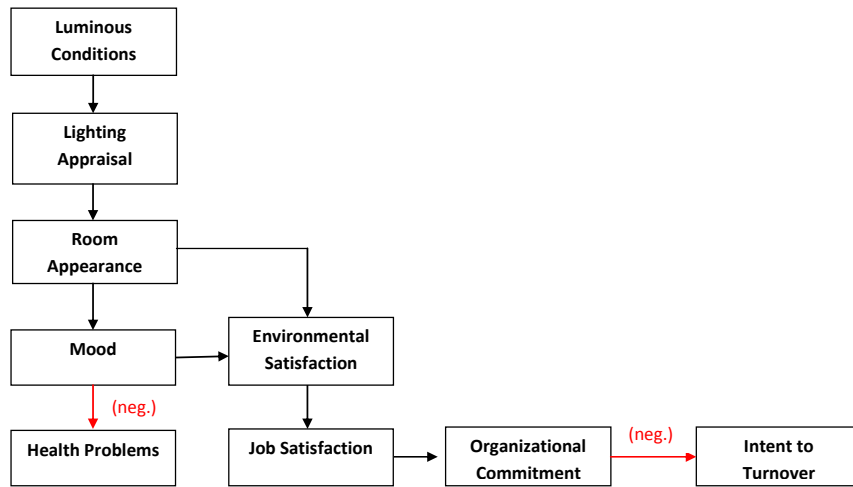 Luminous
Conditions
Lighting
Appraisal
Room
Appearance
Mood
Environmental
Satisfaction
(neg.)
Health Problems
Job Satisfaction
Organizational
Commitment
(neg.)
Intent to
Turnover